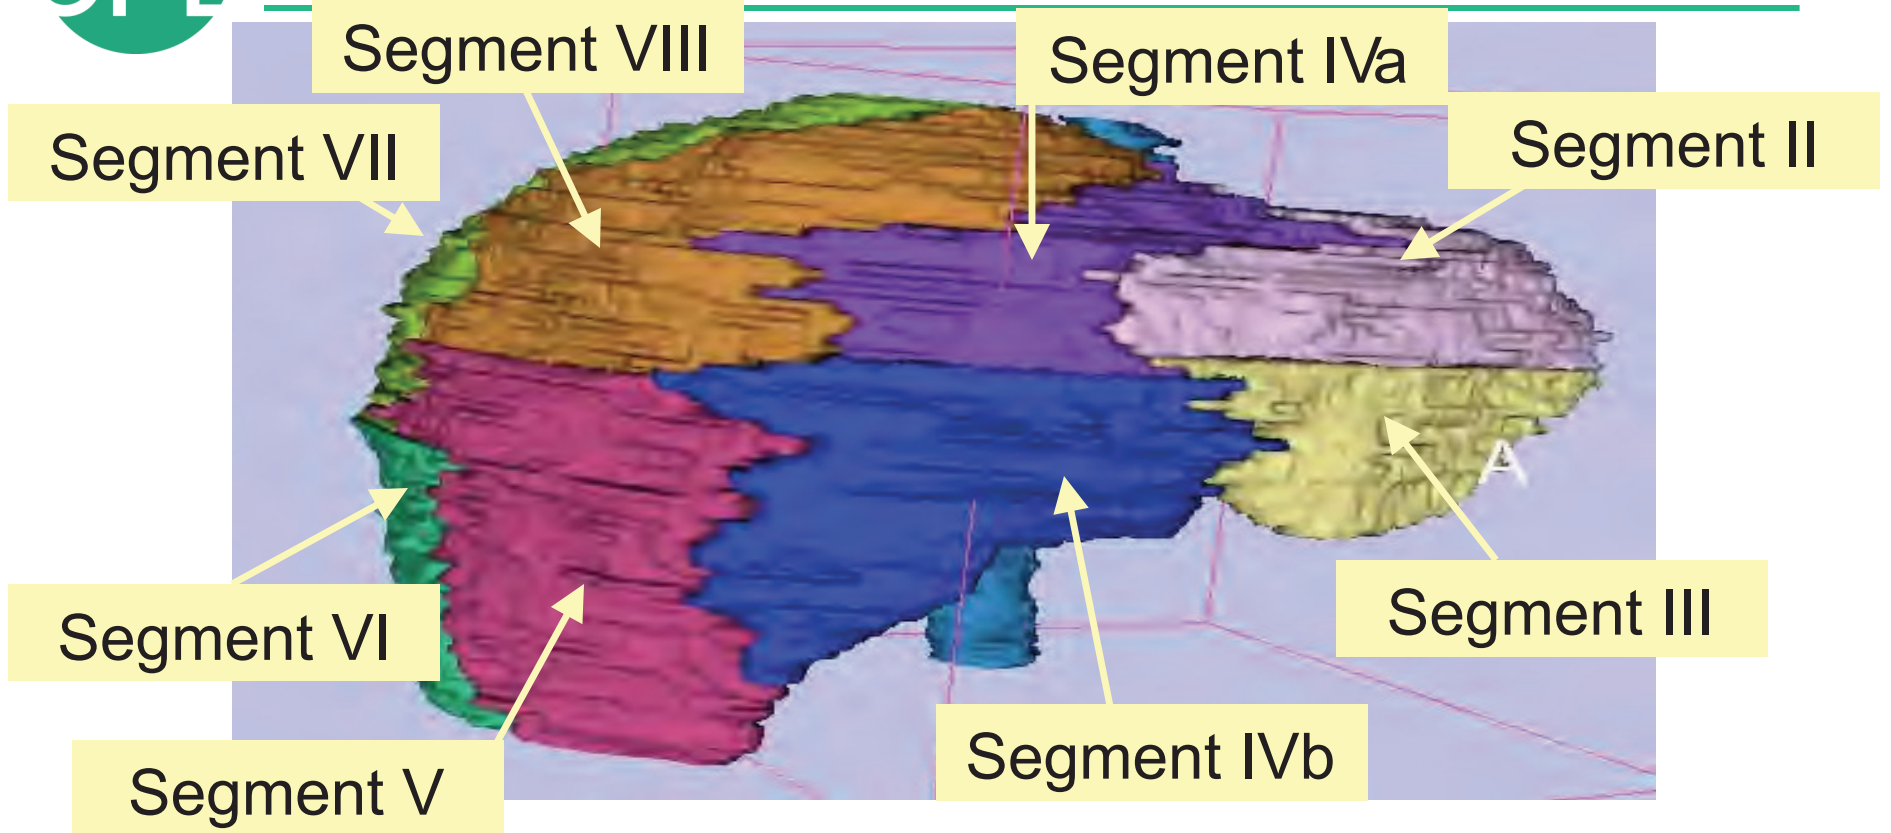 Segment VIII
Segment IVa
Segment II
Segment VII
A
Segment VI
Segment III
Segment V
Segment IVb